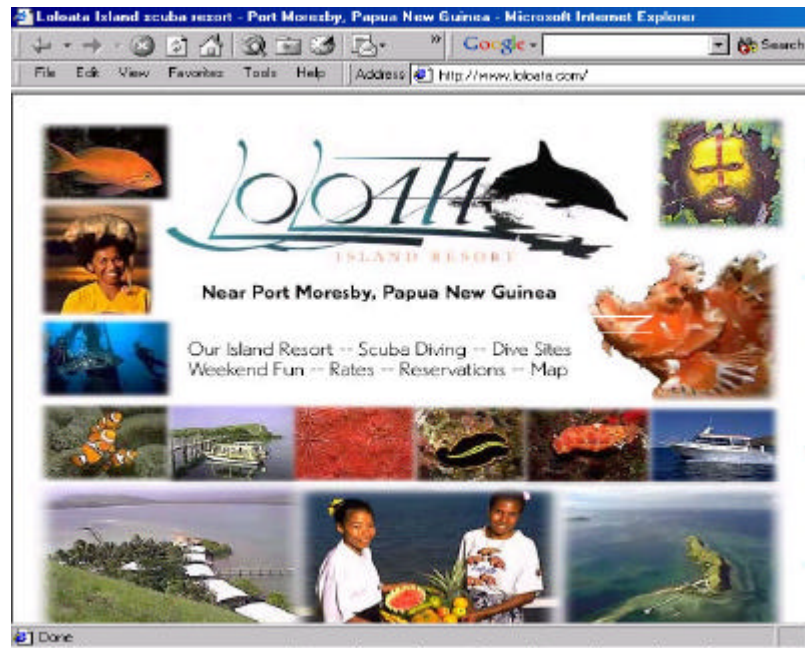 Loloata Island scuba resort - Port Moresby, Papua New Guinea - Microsoft Internet Explorer
» Google Search
File Edit View Favorites Tools Help Address http://www.loloata.com/
LOLOATA
ISLAND RESORT
Near Port Moresby, Papua New Guinea
Our Island Resort -- Scuba Diving -- Dive Sites
Weekend Fun -- Rates -- Reservations -- Map
Done